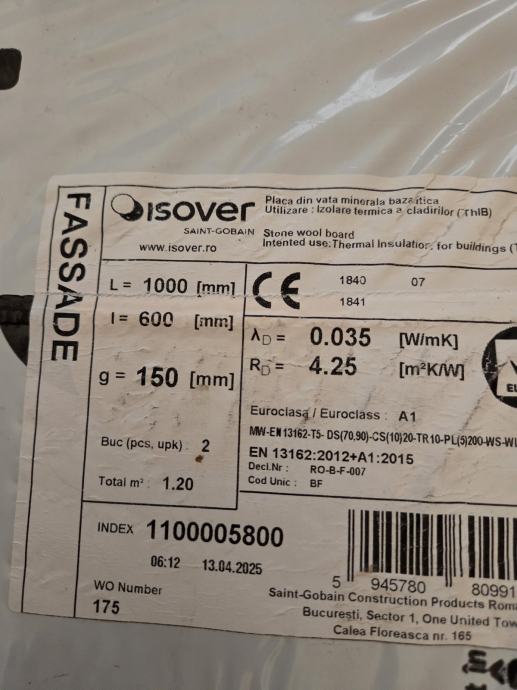 FASSADE
isover
SAINT-GOBAIN
www.isover.ro
Placa din vata minerala bazaitica
Utilizare : Izolare termica a cladirilor (ThIB)
Stone wool board
Intented use: Thermal Insulation for buildings (
L = 1000 [mm]
l = 600 [mm]
g = 150 [mm]
Buc (pcs, upk) : 2
Total m² : 1.20
CE
1840 07
1841
λD = 0.035 [W/mK]
RD = 4.25 [m²K/W]
Euroclasa / Euroclass : A1
MW-EN 13162-T5- DS(70,90)-CS(10)20-TR10-PL(5)200-WS-
EN 13162:2012+A1:2015
Decl.Nr : RO-B-F-007
Cod Unic : BF
INDEX 1100005800
06:12 13.04.2025
WO Number
175
5 945780 80991
Saint-Gobain Construction Products
Bucureşti, Sector 1, One United
Calea Floreasca nr. 165